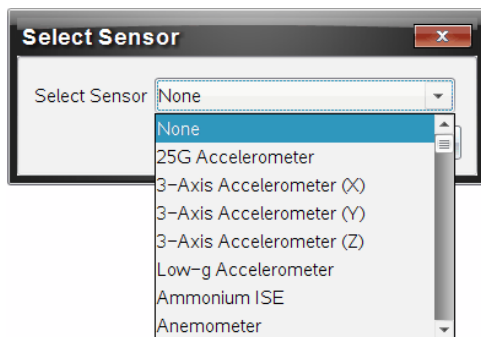 Select Sensor
x
Select Sensor None
None
25G Accelerometer
3-Axis Accelerometer (X)
3-Axis Accelerometer (Y)
3-Axis Accelerometer (Z)
Low-g Accelerometer
Ammonium ISE
Anemometer